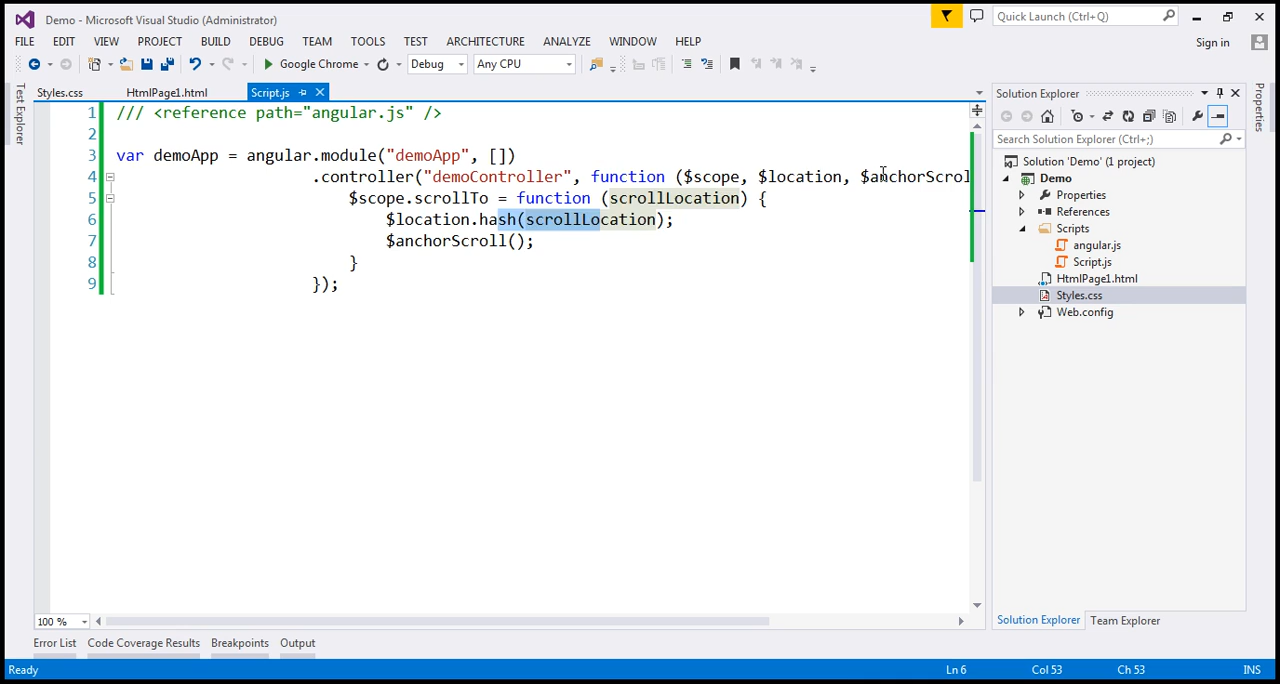 Demo - Microsoft Visual Studio (Administrator)
Quick Launch (Ctrl+Q)
FILE EDIT VIEW PROJECT BUILD DEBUG TEAM TOOLS TEST ARCHITECTURE ANALYZE WINDOW HELP
Sign in
Google Chrome Debug Any CPU
Test Explorer
Styles.css HtmlPage1.html Script.js
1 /// <reference path="angular.js" />
2
3 var demoApp = angular.module("demoApp", [])
4 .controller("demoController", function ($scope, $location, $anchorScrol
5 $scope.scrollTo = function (scrollLocation) {
6 $location.hash(scrollLocation);
7 $anchorScroll();
8 }
9 });
100 %
Error List Code Coverage Results Breakpoints Output
Solution Explorer
Search Solution Explorer (Ctrl+;)
Solution 'Demo' (1 project)
Demo
Properties
References
Scripts
angular.js
Script.js
HtmlPage1.html
Styles.css
Web.config
Solution Explorer Team Explorer
Properties
Ready Ln 6 Col 53 Ch 53 INS